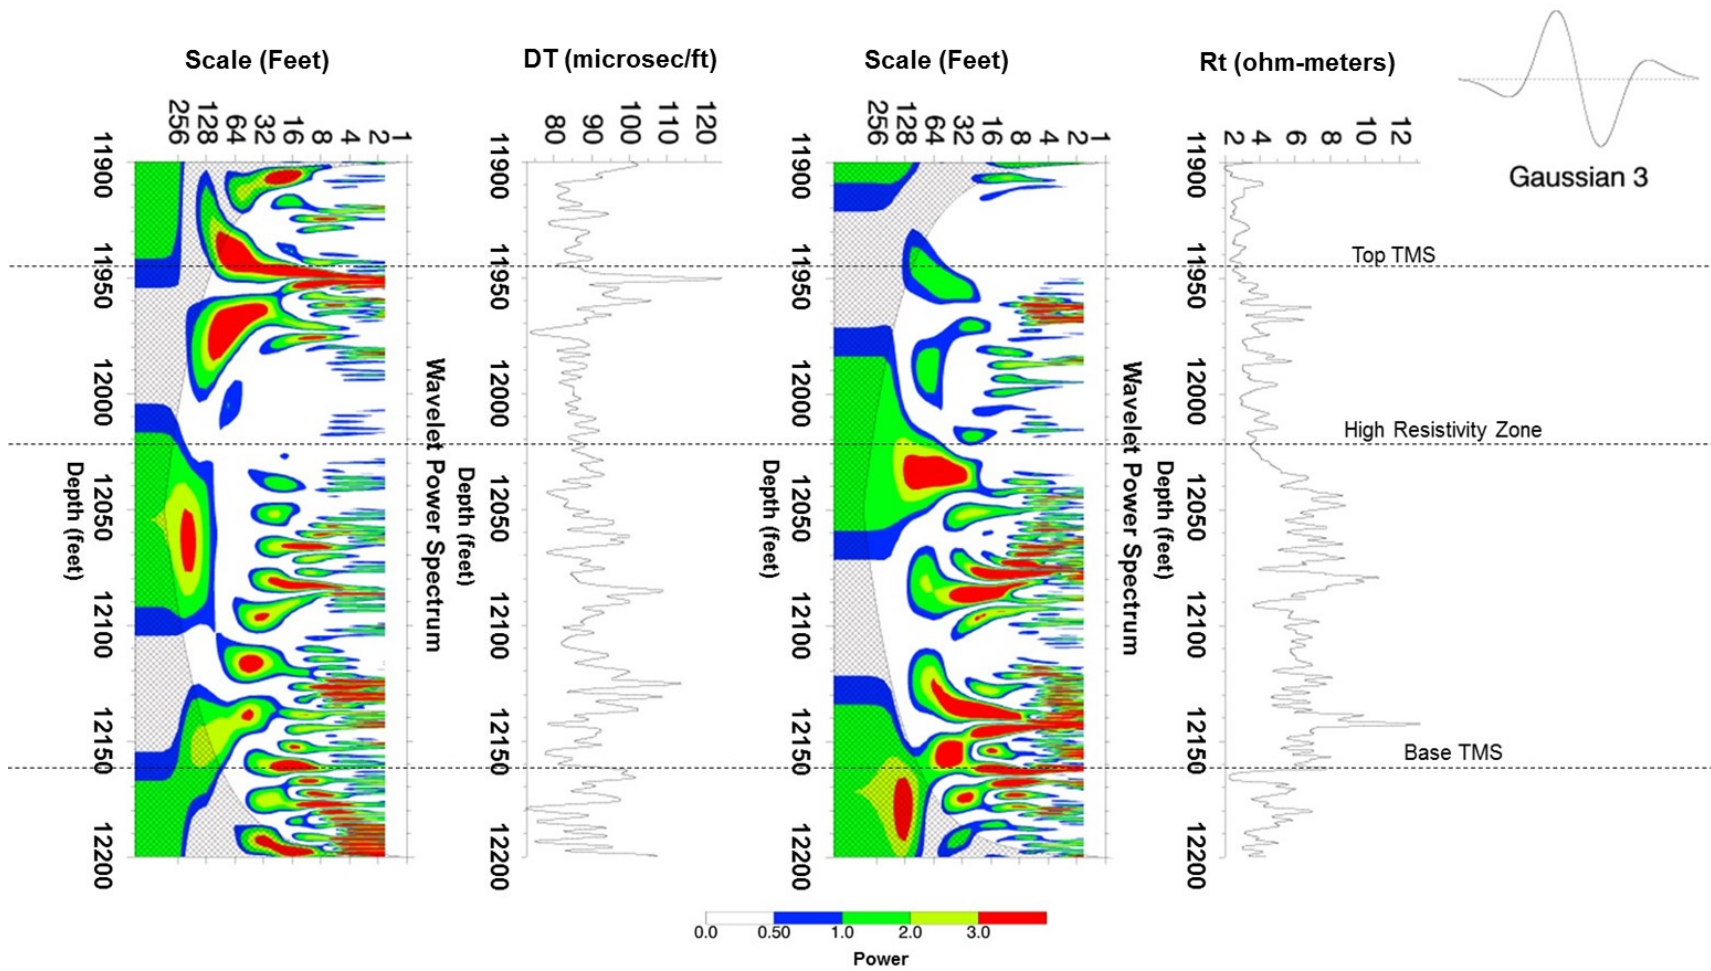 Scale (Feet)
DT (microsec/ft)
Scale (Feet)
Rt (ohm-meters)
256 128 64 32 16 8 4 2 1
80 90 100 110 120
256 128 64 32 16 8 4 2 1
2 4 6 8 10 12
Gaussian 3
11900 11950 12000 12050 12100 12150 12200
Depth (feet)
Wavelet Power Spectrum
11900 11950 12000 12050 12100 12150 12200
Depth (feet)
11900 11950 12000 12050 12100 12150 12200
Depth (feet)
Wavelet Power Spectrum
11900 11950 12000 12050 12100 12150 12200
Depth (feet)
Top TMS
High Resistivity Zone
Base TMS
0.0 0.50 1.0 2.0 3.0
Power